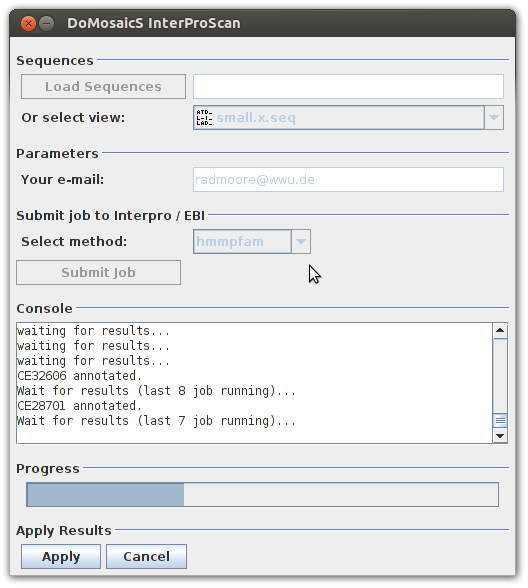 DoMosaicS InterProScan
Sequences
Load Sequences
Or select view: ATD_ L-I_ LAD_ small.x.seq
Parameters
Your e-mail: radmoore@wwu.de
Submit job to Interpro / EBI
Select method: hmmpfam
Submit Job
Console
waiting for results...
waiting for results...
waiting for results...
CE32606 annotated.
Wait for results (last 8 job running)...
CE28701 annotated.
Wait for results (last 7 job running)...
Progress
Apply Results
Apply Cancel